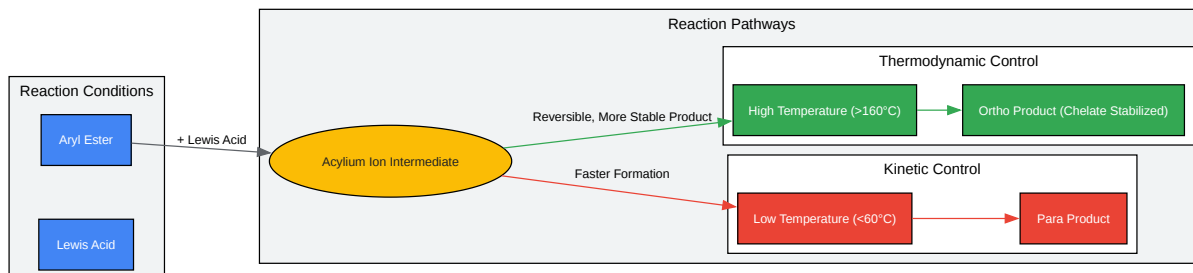 Reaction Pathways
Thermodynamic Control
Reaction Conditions
Aryl Ester
+ Lewis Acid
Acylium Ion Intermediate
Reversible, More Stable Product
High Temperature (>160°C)
Ortho Product (Chelate Stabilized)
Kinetic Control
Faster Formation
Low Temperature (<60°C)
Para Product
Lewis Acid